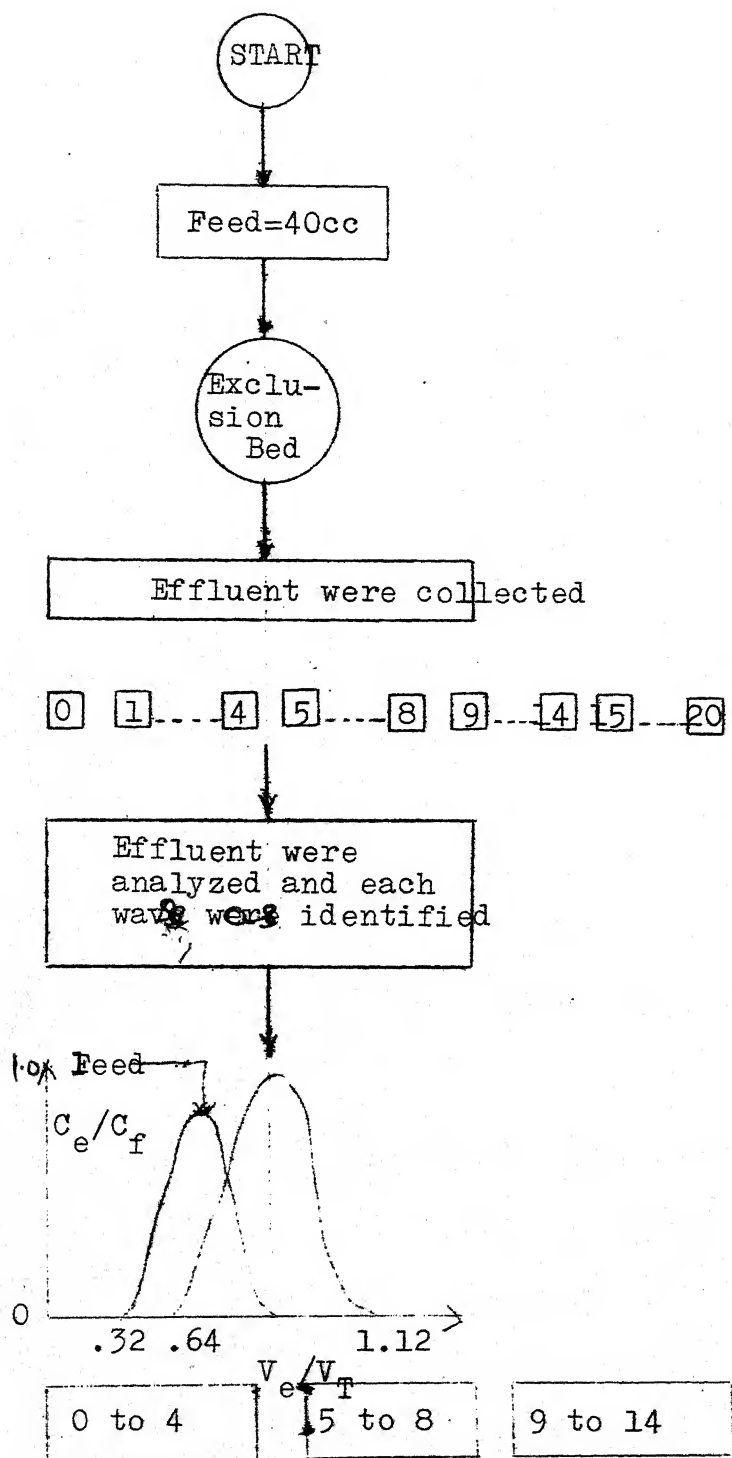 START
Feed=40cc
Exclu-
sion
Bed
Effluent were collected
0 1----4 5----8 9----14 15----20
Effluent were
analyzed and each
wave were identified
1.0 Feed
Ce/Cf
0
.32 .64 1.12
Ve/VT
0 to 4 5 to 8 9 to 14